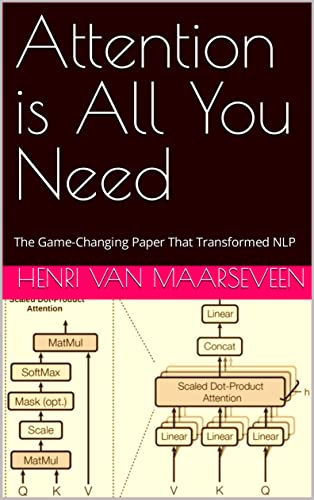 Attention
is All You
Need
The Game-Changing Paper That Transformed NLP
HENRI VAN MAARSEVEEN
Scaled Dot-Product
Attention
MatMul
SoftMax
Mask (opt.)
Scale
MatMul
Q K V
Linear
Concat
Scaled Dot-Product
Attention
h
Linear Linear Linear
V K Q